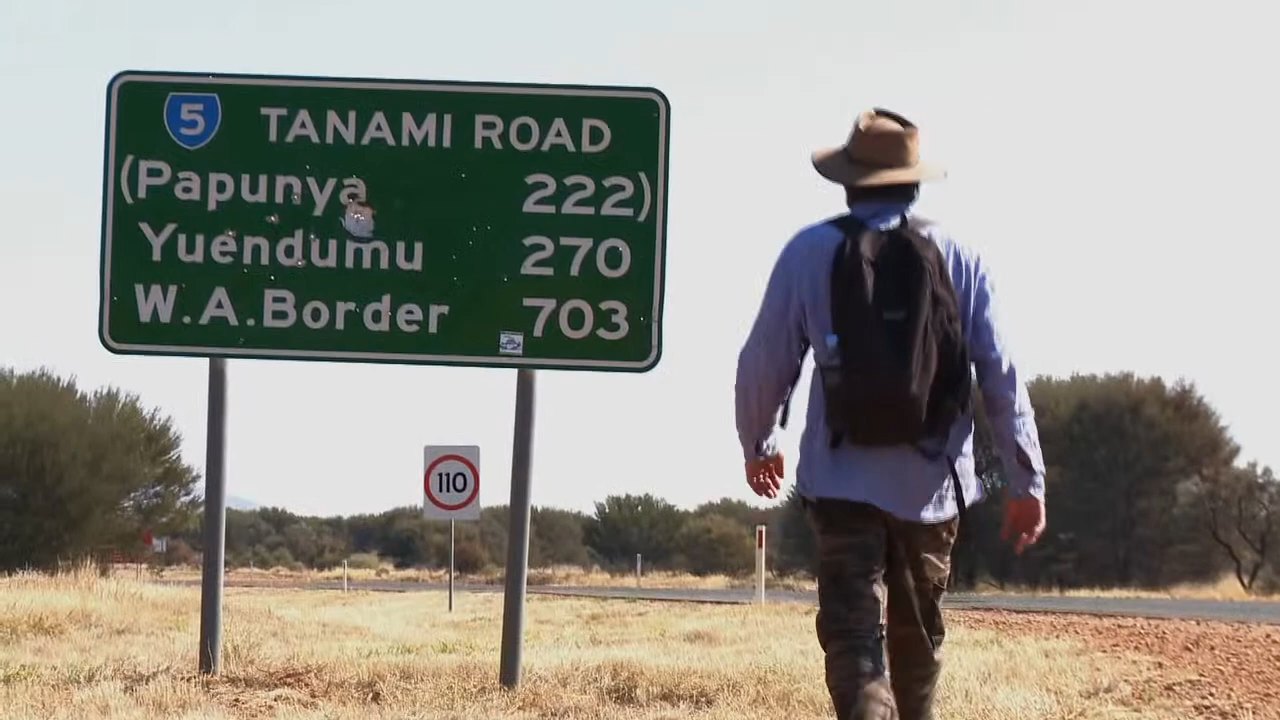 5 TANAMI ROAD
(Papunya 222)
Yuendumu 270
W.A.Border 703
110